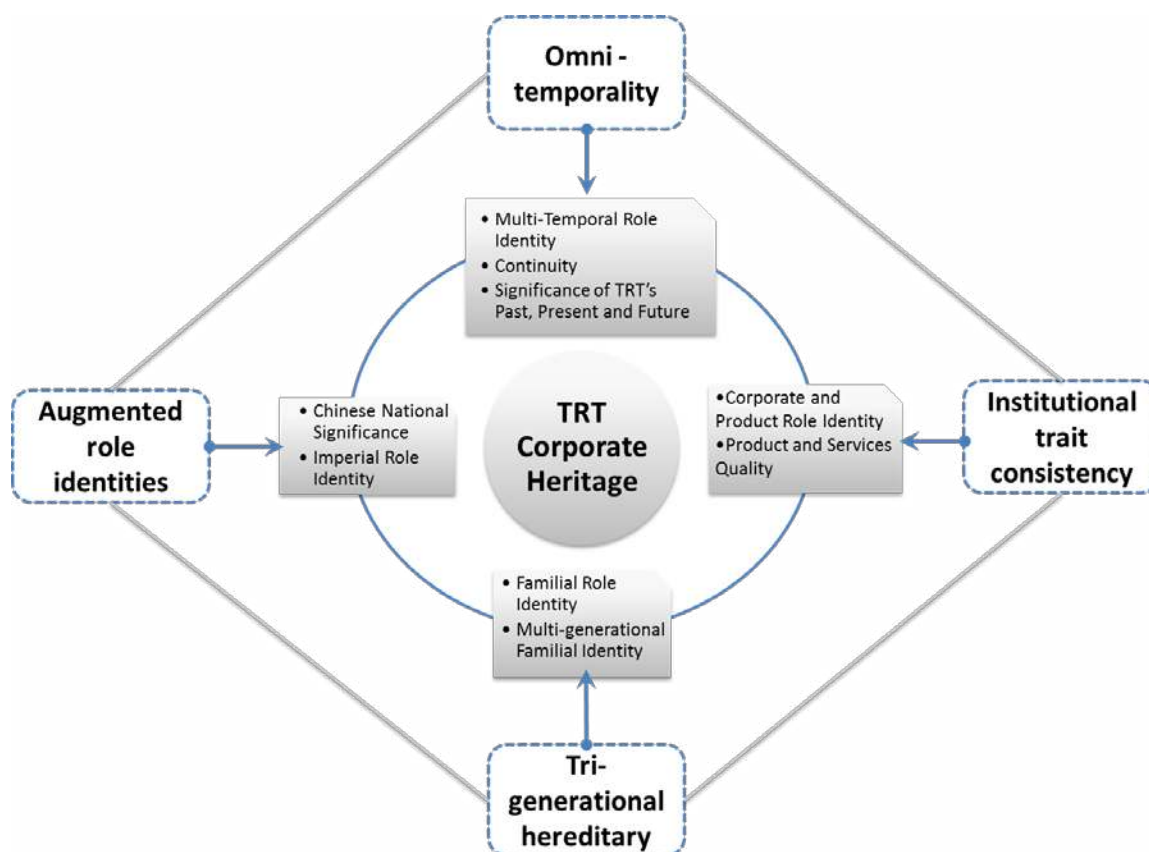 Omni -
temporality
• Multi-Temporal Role
Identity
• Continuity
• Significance of TRT's
Past, Present and Future
Augmented
role
identities
• Chinese National
Significance
• Imperial Role
Identity
TRT
Corporate
Heritage
•Corporate and
Product Role Identity
•Product and Services
Quality
Institutional
trait
consistency
• Familial Role
Identity
• Multi-generational
Familial Identity
Tri-
generational
hereditary